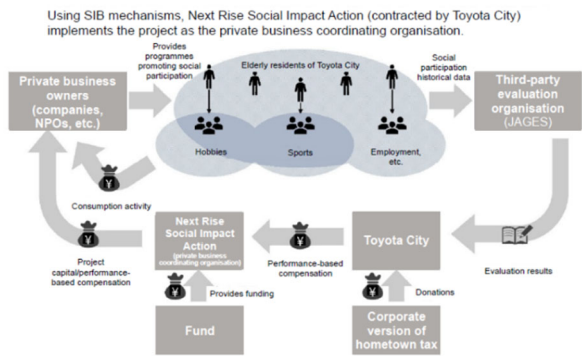 Using SIB mechanisms, Next Rise Social Impact Action (contracted by Toyota City)
implements the project as the private business coordinating organisation.
Provides
programmes
promoting social
participation
Elderly residents of Toyota City
Social
participation
historical data
Private business
owners
(companies,
NPOs, etc.)
Third-party
evaluation
organisation
(JAGES)
Hobbies
Sports
Employment,
etc.
Consumption activity
¥
Next Rise
Social Impact
Action
(private business
coordinating organisation)
¥
Toyota City
¥
Project
capital/performance-
based compensation
Performance-based
compensation
Evaluation results
¥
Provides funding
¥
Donations
Fund
Corporate
version of
hometown tax